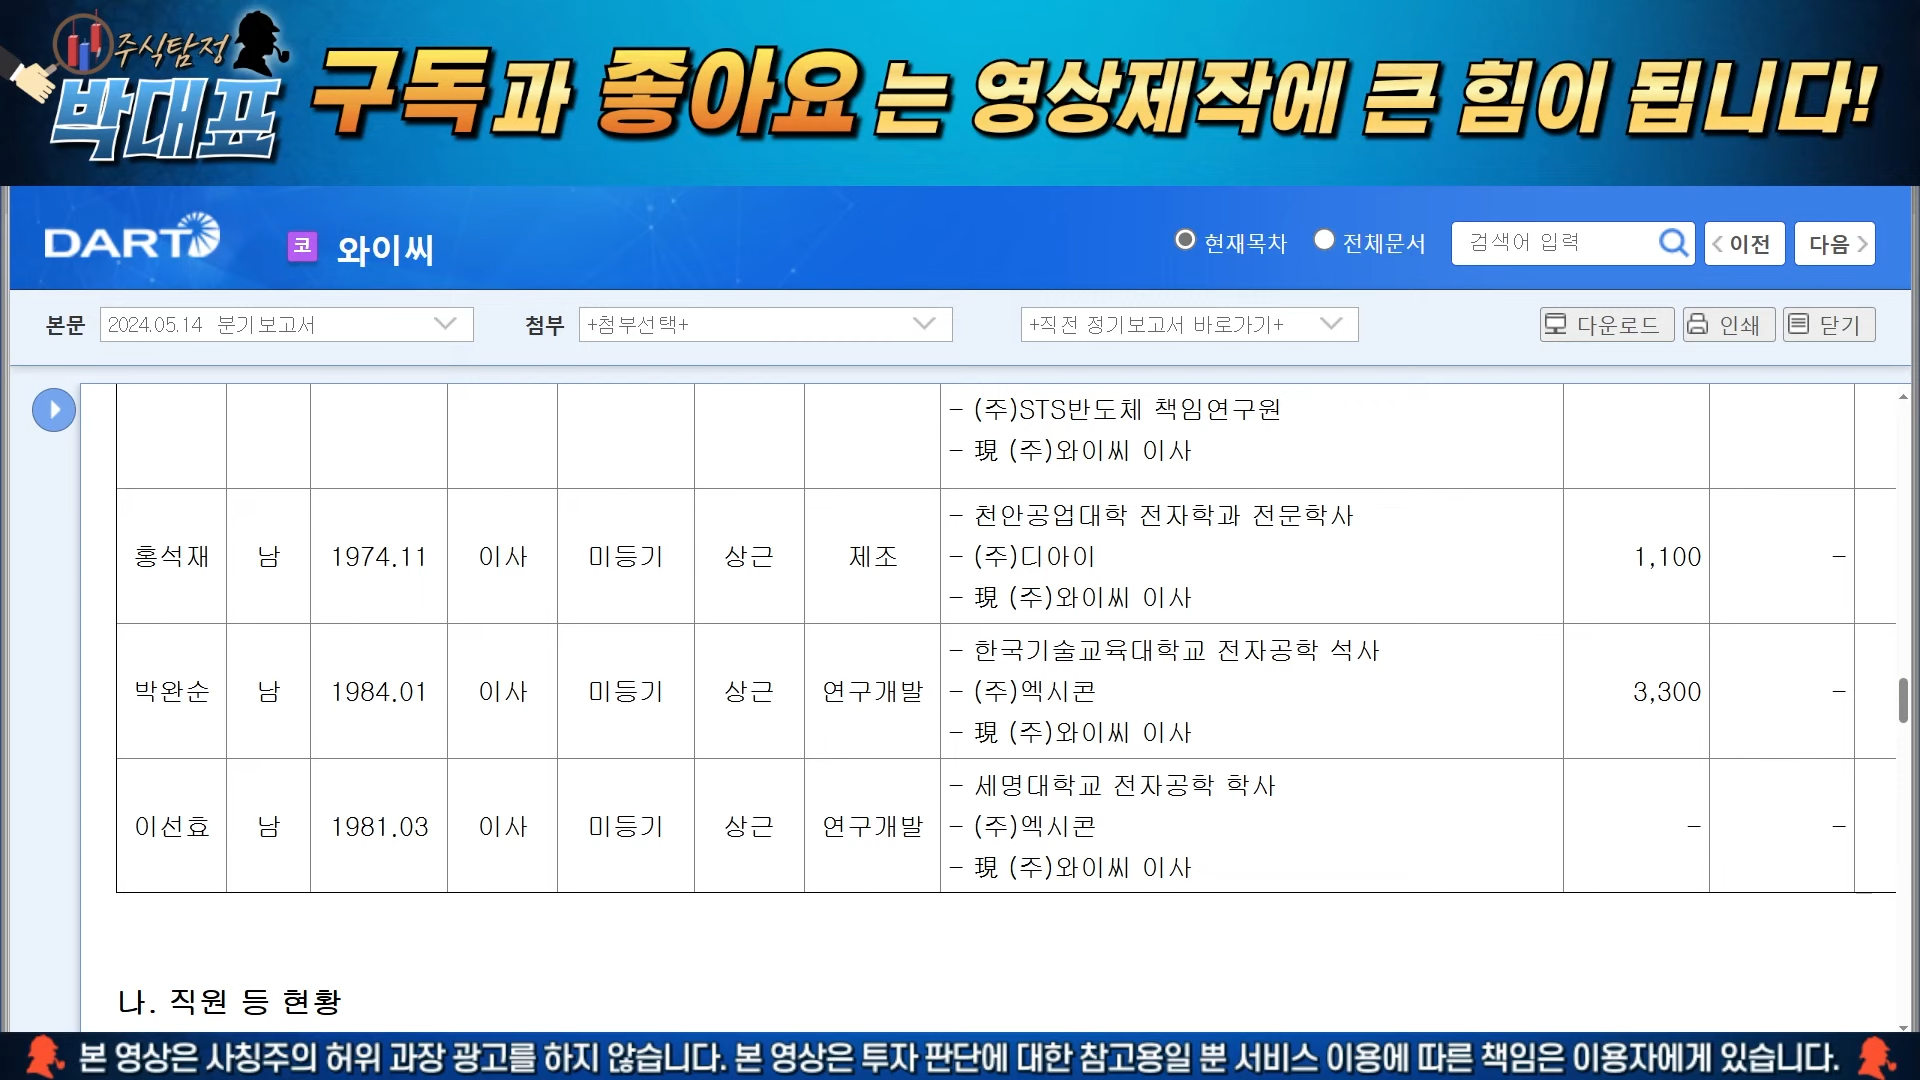 주식탐정
박대표
구독과 좋아요는 영상제작에 큰 힘이 됩니다!
DART 코 와이씨 현재목차 전체문서 검색어 입력 이전 다음
본문 2024.05.14 분기보고서 첨부 +첨부선택+ +직전 정기보고서 바로가기+ 다운로드 인쇄 닫기
- (주)STS반도체 책임연구원
- 現 (주)와이씨 이사
- 천안공업대학 전자학과 전문학사
홍석재 남 1974.11 이사 미등기 상근 제조 - (주)디아이 1,100 -
- 現 (주)와이씨 이사
- 한국기술교육대학교 전자공학 석사
박완순 남 1984.01 이사 미등기 상근 연구개발 - (주)엑시콘 3,300 -
- 現 (주)와이씨 이사
- 세명대학교 전자공학 학사
이선효 남 1981.03 이사 미등기 상근 연구개발 - (주)엑시콘 - -
- 現 (주)와이씨 이사
나. 직원 등 현황
본 영상은 사칭주의 허위 과장 광고를 하지 않습니다. 본 영상은 투자 판단에 대한 참고용일 뿐 서비스 이용에 따른 책임은 이용자에게 있습니다.